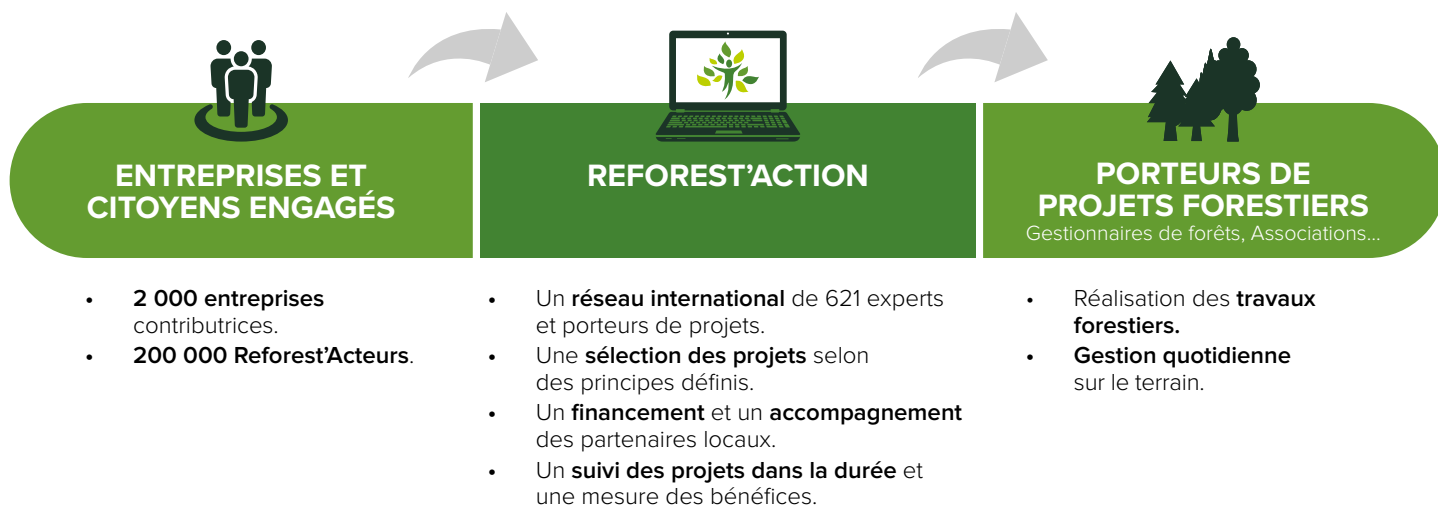 ENTREPRISES ET
CITOYENS ENGAGÉS
• 2 000 entreprises
contributrices.
• 200 000 Reforest’Acteurs.
REFOREST’ACTION
• Un réseau international de 621 experts
et porteurs de projets.
• Une sélection des projets selon
des principes définis.
• Un financement et un accompagnement
des partenaires locaux.
• Un suivi des projets dans la durée et
une mesure des bénéfices.
PORTEURS DE
PROJETS FORESTIERS
Gestionnaires de forêts, Associations...
• Réalisation des travaux
forestiers.
• Gestion quotidienne
sur le terrain.